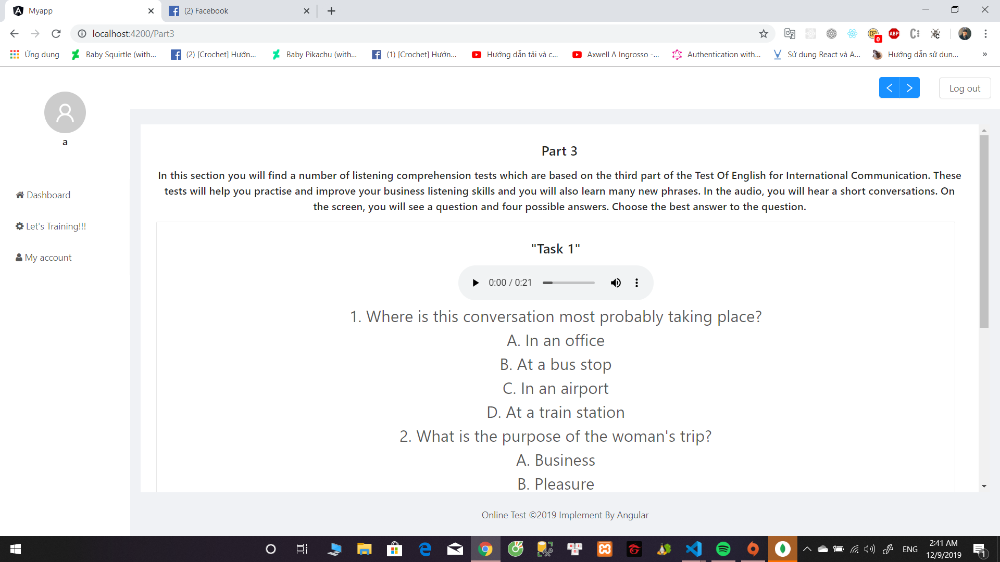 Myapp
(2) Facebook
localhost:4200/Part3
0
ABP
Ứng dụng
Baby Squirtle (with...
(2) [Crochet] Hướn...
Baby Pikachu (with...
(1) [Crochet] Hướn...
Hướng dẫn tải và c...
Axwell Λ Ingrosso -...
Authentication with...
Sử dụng React và A...
Hướng dẫn sử dụn...
»
Log out
a
Dashboard
Let's Training!!!
My account
Part 3
In this section you will find a number of listening comprehension tests which are based on the third part of the Test Of English for International Communication. These
tests will help you practise and improve your business listening skills and you will also learn many new phrases. In the audio, you will hear a short conversations. On
the screen, you will see a question and four possible answers. Choose the best answer to the question.
"Task 1"
0:00 / 0:21
1. Where is this conversation most probably taking place?
A. In an office
B. At a bus stop
C. In an airport
D. At a train station
2. What is the purpose of the woman's trip?
A. Business
B. Pleasure
Online Test ©2019 Implement By Angular
ENG
2:41 AM
12/9/2019
1